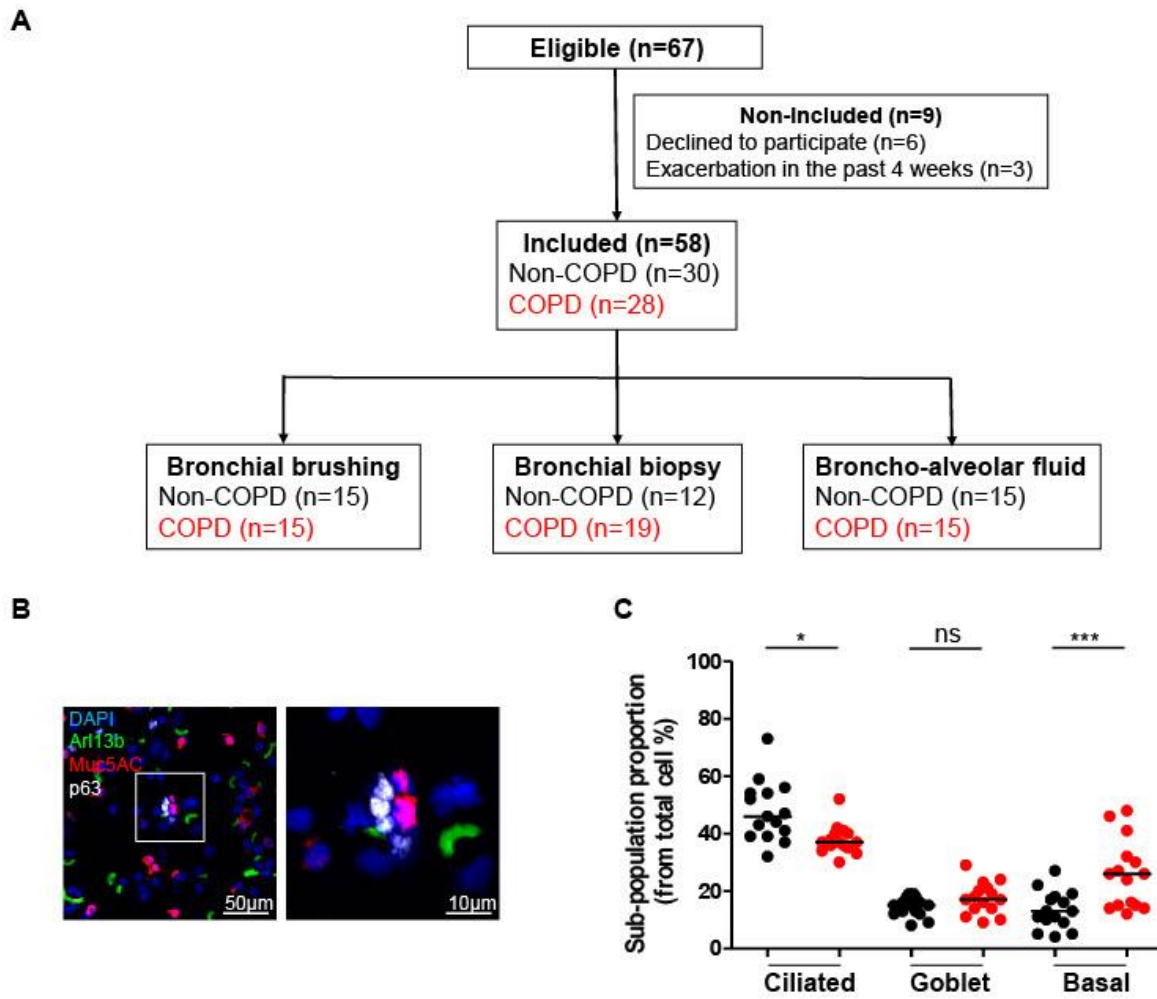 A
Eligible (n=67)
Non-Included (n=9)
Declined to participate (n=6)
Exacerbation in the past 4 weeks (n=3)
Included (n=58)
Non-COPD (n=30)
COPD (n=28)
Bronchial brushing
Non-COPD (n=15)
COPD (n=15)
Bronchial biopsy
Non-COPD (n=12)
COPD (n=19)
Broncho-alveolar fluid
Non-COPD (n=15)
COPD (n=15)
B
DAPI
Arl13b
Muc5AC
p63
50µm
10µm
C
* ns ***
Sub-population proportion
(from total cell %)
100
80
60
40
20
0
Ciliated Goblet Basal